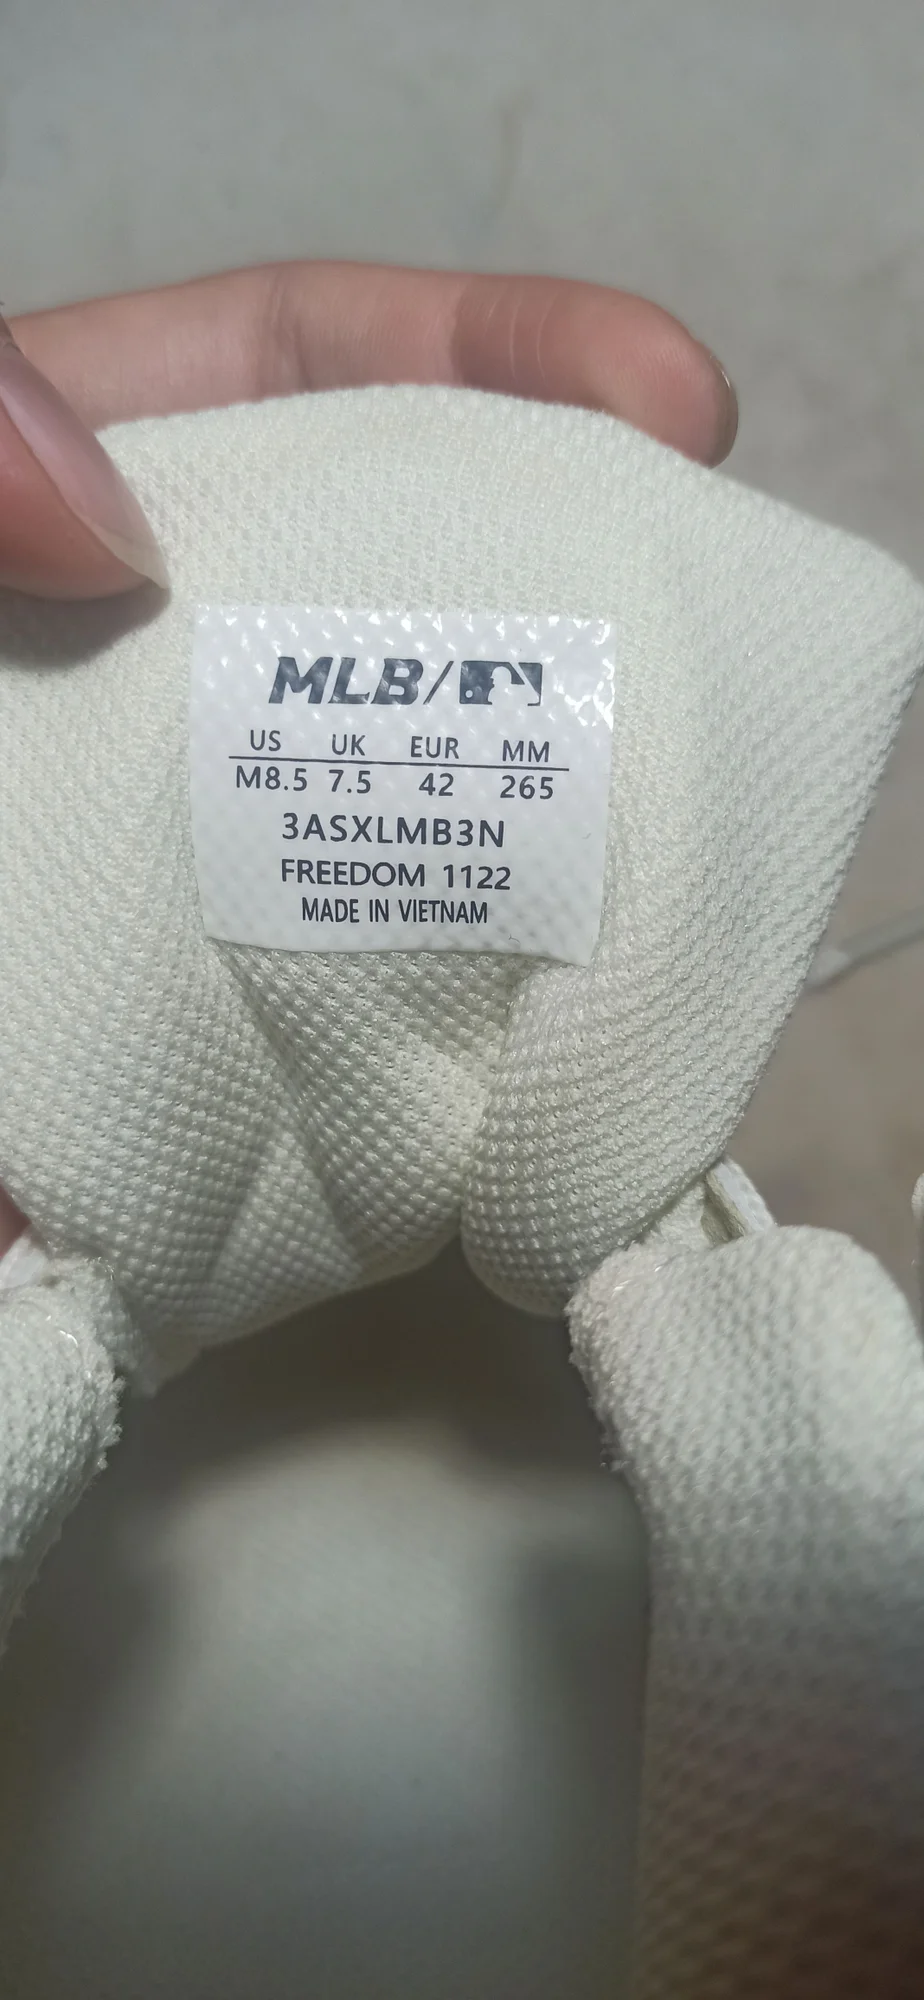 MLB/
US UK EUR MM
M8.5 7.5 42 265
3ASXLMB3N
FREEDOM 1122
MADE IN VIETNAM